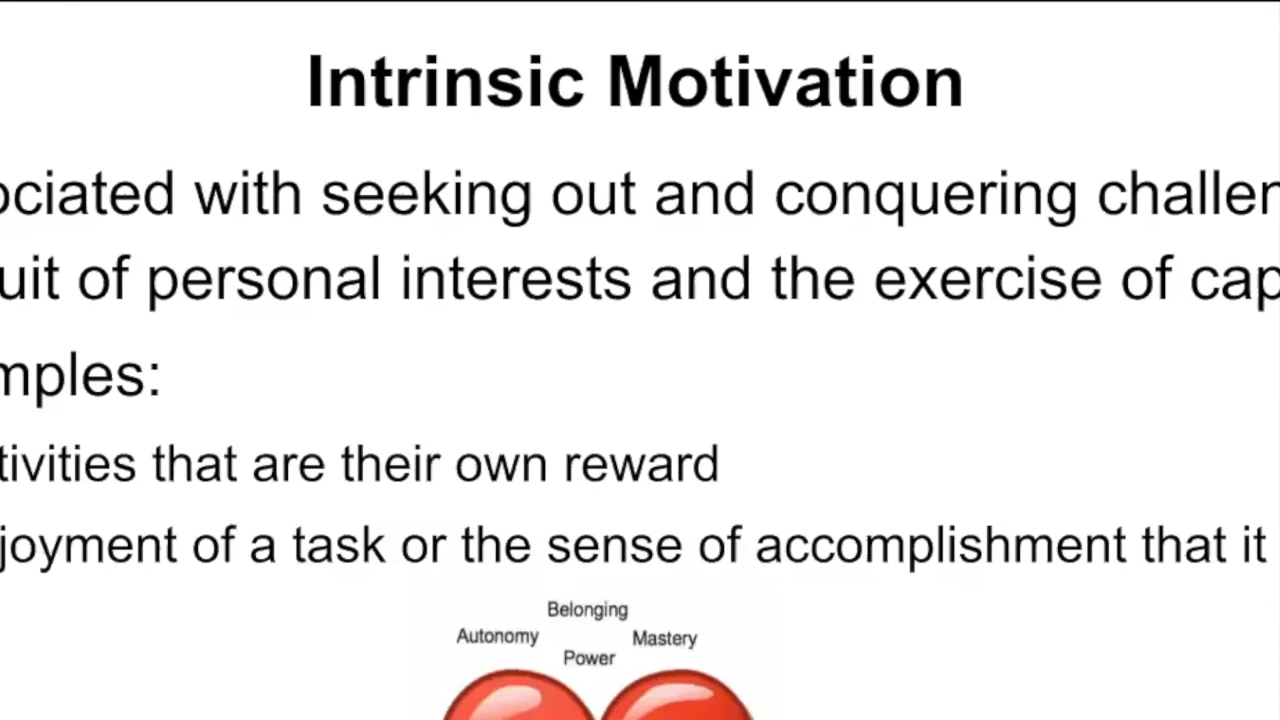 Intrinsic Motivation
ociated with seeking out and conquering challen
uit of personal interests and the exercise of cap
mples:
tivities that are their own reward
joyment of a task or the sense of accomplishment that it
Belonging
Autonomy
Mastery
Power